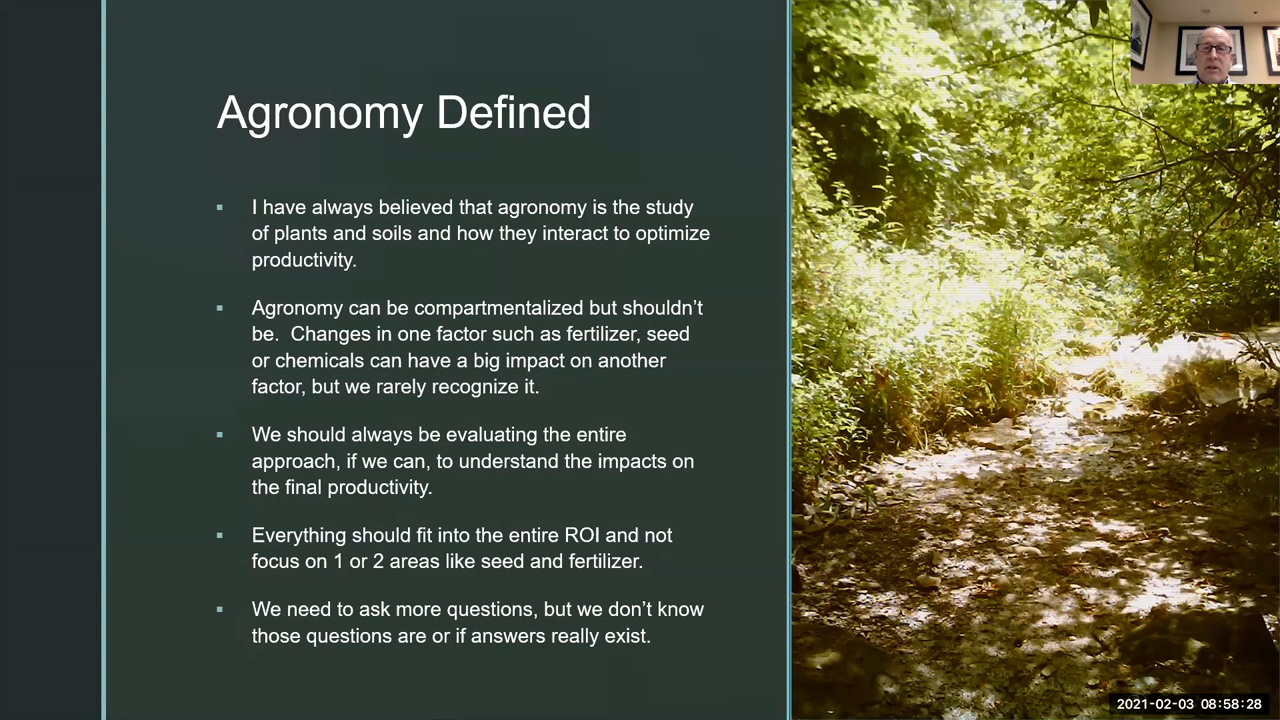 Agronomy Defined
▪ I have always believed that agronomy is the study
of plants and soils and how they interact to optimize
productivity.
▪ Agronomy can be compartmentalized but shouldn’t
be.  Changes in one factor such as fertilizer, seed
or chemicals can have a big impact on another
factor, but we rarely recognize it.
▪ We should always be evaluating the entire
approach, if we can, to understand the impacts on
the final productivity.
▪ Everything should fit into the entire ROI and not
focus on 1 or 2 areas like seed and fertilizer.
▪ We need to ask more questions, but we don’t know
those questions are or if answers really exist.
2021-02-03 08:58:28